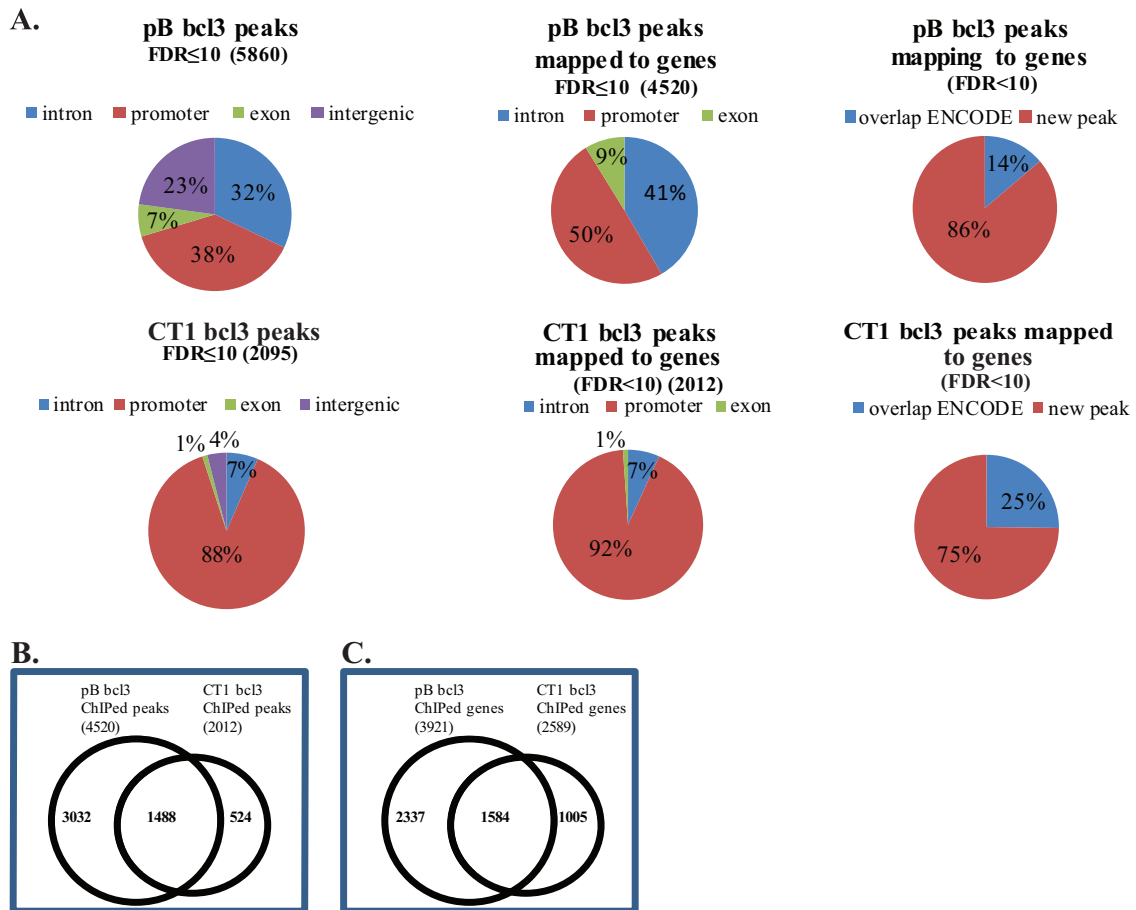 A.
pB bcl3 peaks
FDR≤10 (5860)
intron promoter exon intergenic
23%
32%
7%
38%
pB bcl3 peaks
mapped to genes
FDR≤10 (4520)
intron promoter exon
9%
41%
50%
pB bcl3 peaks
mapping to genes
(FDR<10)
overlap ENCODE new peak
14%
86%
CT1 bcl3 peaks
FDR≤10 (2095)
intron promoter exon intergenic
1%
4%
7%
88%
CT1 bcl3 peaks
mapped to genes
(FDR<10) (2012)
intron promoter exon
1%
7%
92%
CT1 bcl3 peaks mapped
to genes
(FDR<10)
overlap ENCODE new peak
25%
75%
B.
pB bcl3
ChIPed peaks
(4520)
CT1 bcl3
ChIPed peaks
(2012)
3032
1488
524
C.
pB bcl3
ChIPed genes
(3921)
CT1 bcl3
ChIPed genes
(2589)
2337
1584
1005